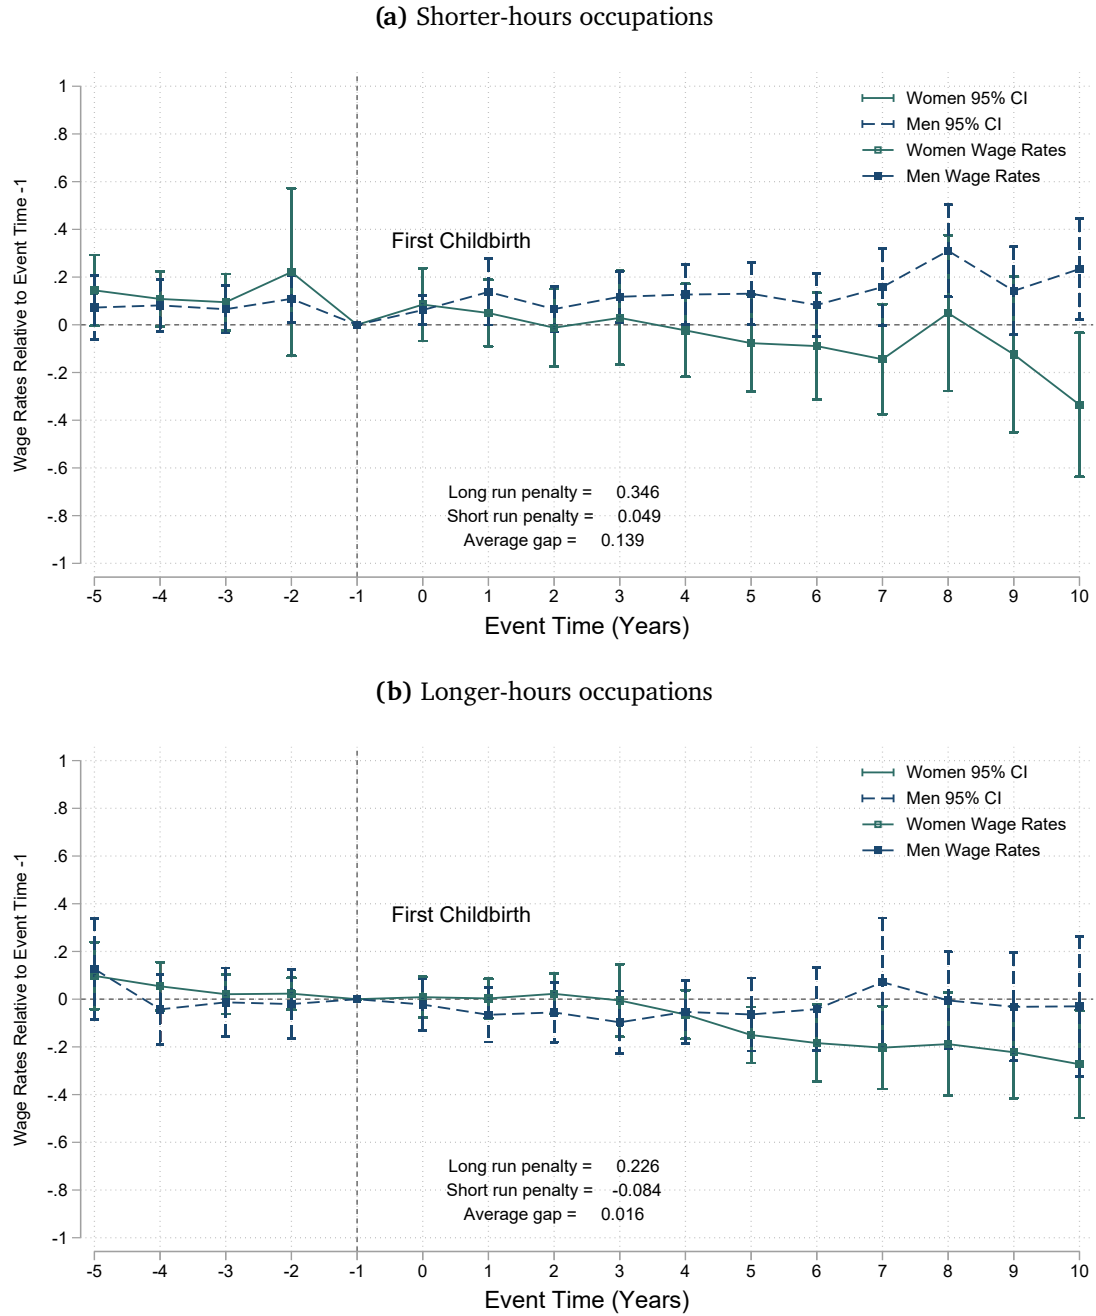 (a) Shorter-hours occupations
Women 95% CI
Men 95% CI
Women Wage Rates
Men Wage Rates
First Childbirth
Wage Rates Relative to Event Time -1
1
.8
.6
.4
.2
0
-.2
-.4
-.6
-.8
-1
Long run penalty = 0.346
Short run penalty = 0.049
Average gap = 0.139
-5 -4 -3 -2 -1 0 1 2 3 4 5 6 7 8 9 10
Event Time (Years)
(b) Longer-hours occupations
Women 95% CI
Men 95% CI
Women Wage Rates
Men Wage Rates
First Childbirth
Wage Rates Relative to Event Time -1
1
.8
.6
.4
.2
0
-.2
-.4
-.6
-.8
-1
Long run penalty = 0.226
Short run penalty = -0.084
Average gap = 0.016
-5 -4 -3 -2 -1 0 1 2 3 4 5 6 7 8 9 10
Event Time (Years)